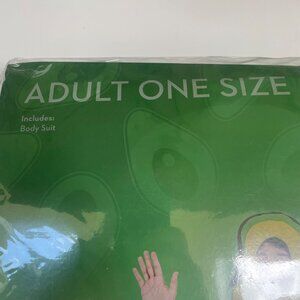 ADULT ONE SIZE
Includes:
Body Suit